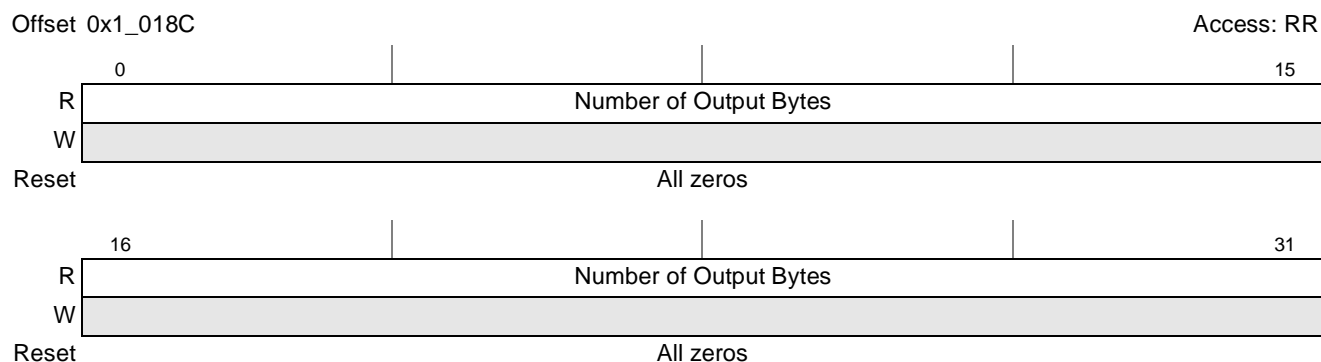 Offset 0x1_018C Access: RR
0 15
R Number of Output Bytes
W
Reset All zeros
16 31
R Number of Output Bytes
W
Reset All zeros